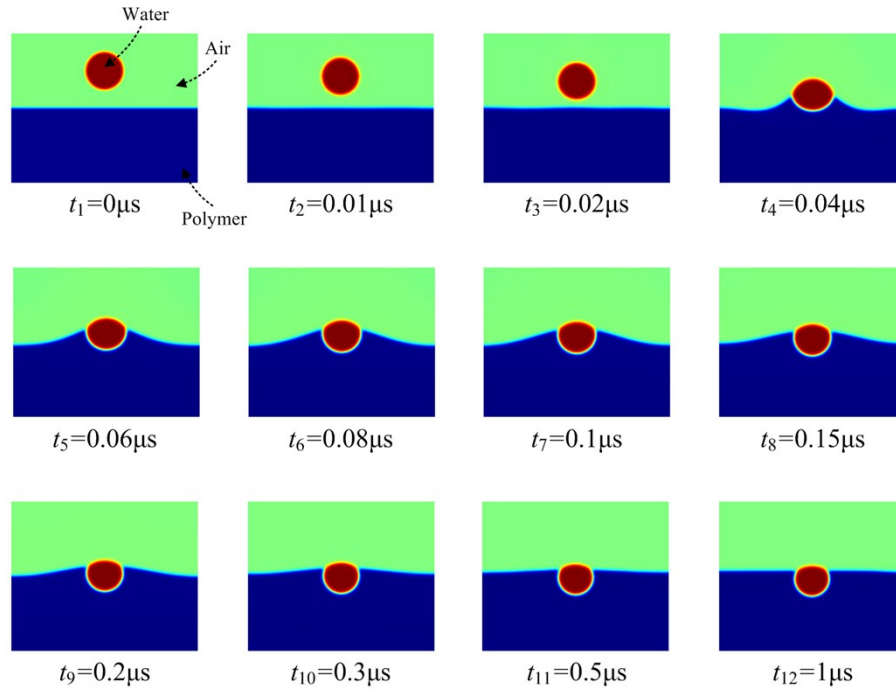 Water
Air
Polymer
t₁=0μs
t₂=0.01μs
t₃=0.02μs
t₄=0.04μs
t₅=0.06μs
t₆=0.08μs
t₇=0.1μs
t₈=0.15μs
t₉=0.2μs
t₁₀=0.3μs
t₁₁=0.5μs
t₁₂=1μs